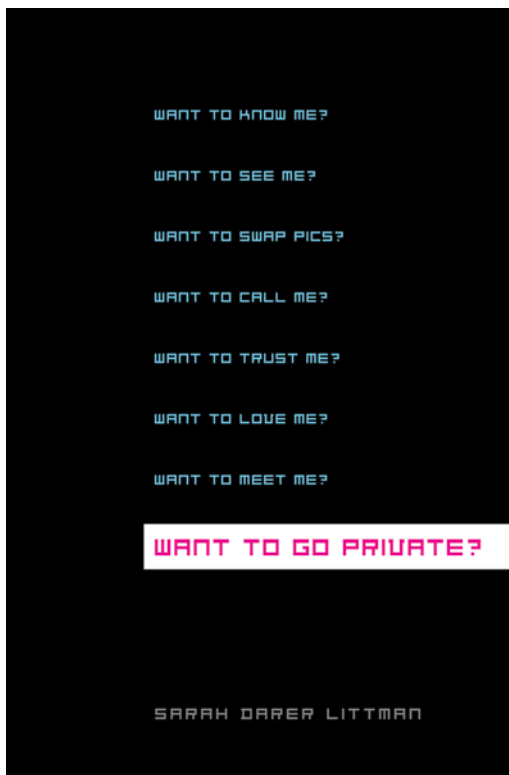 WANT TO KNOW ME?
WANT TO SEE ME?
WANT TO SWAP PICS?
WANT TO CALL ME?
WANT TO TRUST ME?
WANT TO LOVE ME?
WANT TO MEET ME?
WANT TO GO PRIVATE?
SARAH DARER LITTMAN